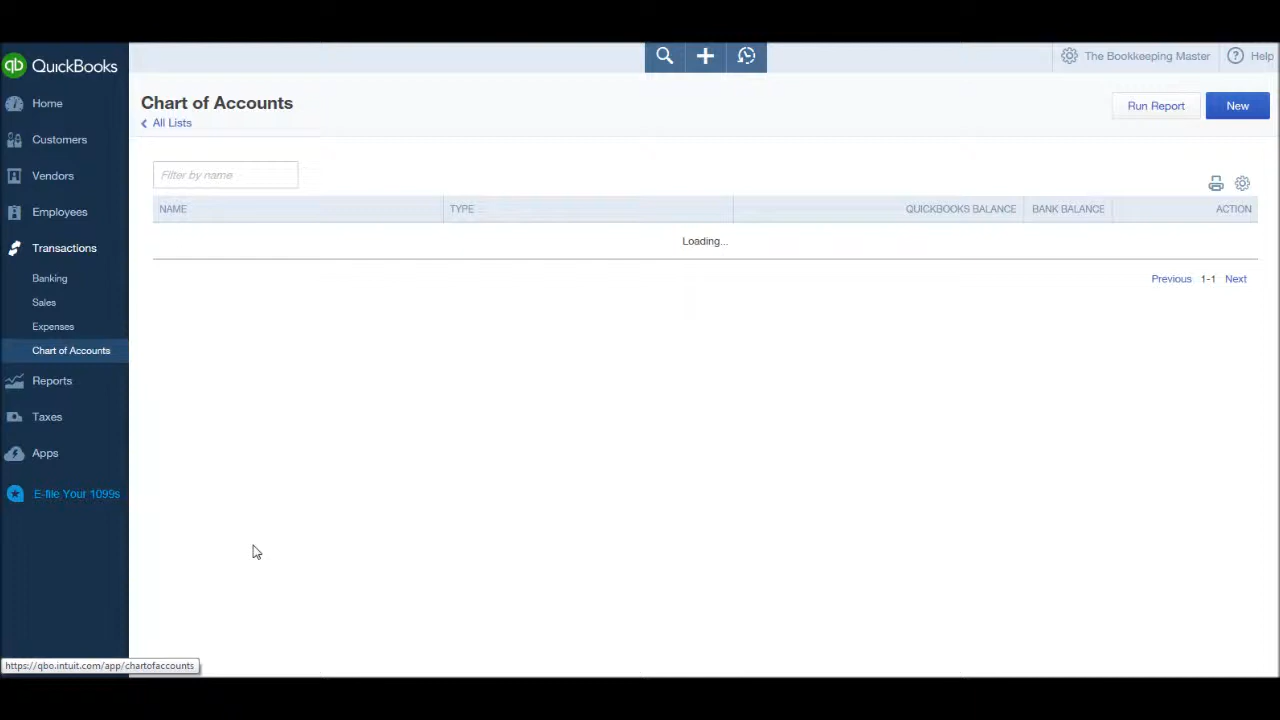 qb QuickBooks
Home
Customers
Vendors
Employees
Transactions
Banking
Sales
Expenses
Chart of Accounts
Reports
Taxes
Apps
E-file Your 1099s
The Bookkeeping Master
Help
Chart of Accounts
All Lists
Run Report
New
Filter by name
NAME TYPE QUICKBOOKS BALANCE BANK BALANCE ACTION
Loading...
Previous 1-1 Next
https://qbo.intuit.com/app/chartofaccounts